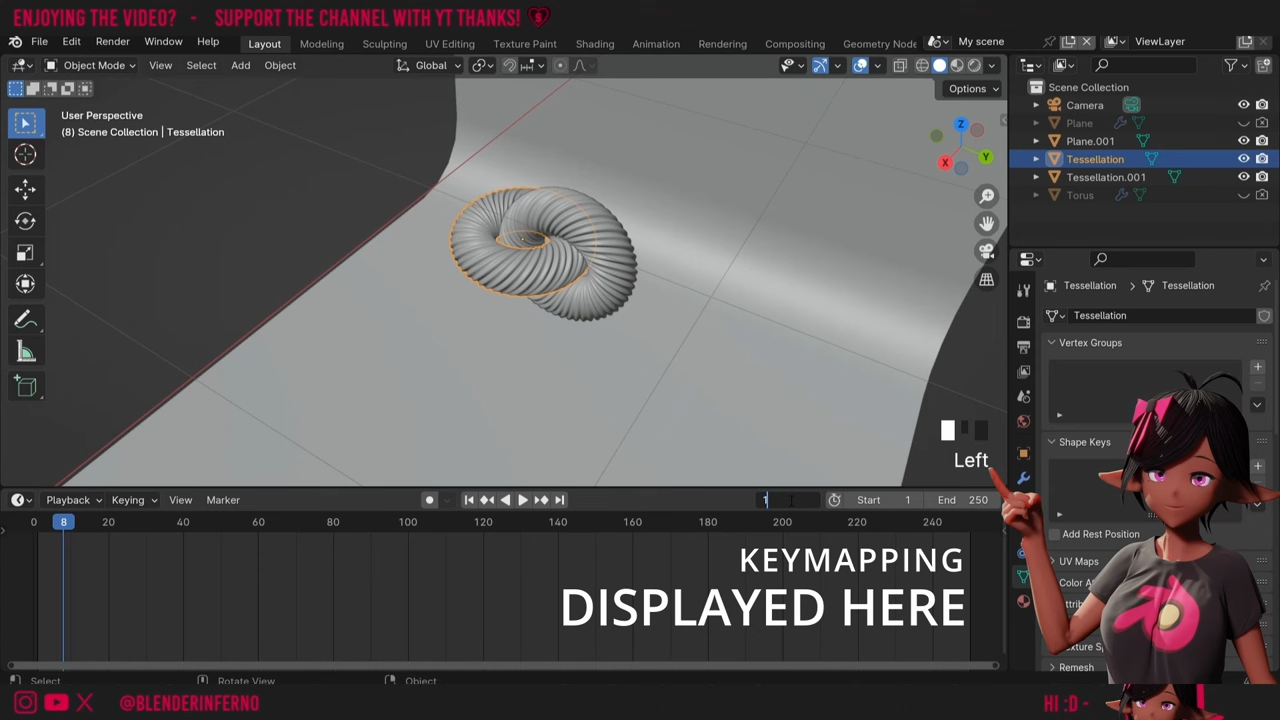 ENJOYING THE VIDEO? - SUPPORT THE CHANNEL WITH YT THANKS!
File Edit Render Window Help Layout Modeling Sculpting UV Editing Texture Paint Shading Animation Rendering Compositing Geometry Node My scene ViewLayer
Object Mode View Select Add Object Global
Options
User Perspective
(8) Scene Collection | Tessellation
Z
Y
X
Scene Collection
Camera
Plane
Plane.001
Tessellation
Tessellation.001
Torus
Tessellation Tessellation
Tessellation
Vertex Groups
Shape Keys
Add Rest Position
UV Maps
Color
Texture
Remesh
Left
Playback Keying View Marker 1 Start 1 End 250
0 8 20 40 60 80 100 120 140 160 180 200 220 240
KEYMAPPING
DISPLAYED HERE
Select Rotate View Object
@BLENDERINFERNO
HI :D -